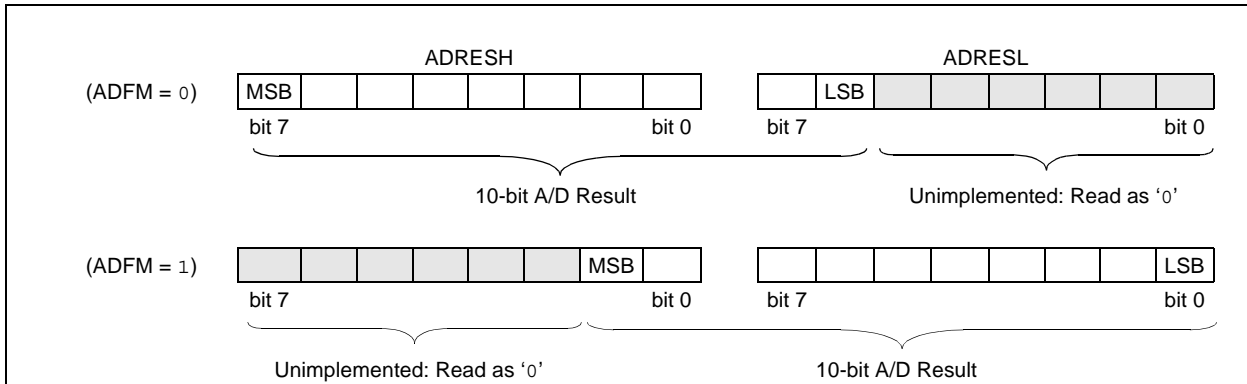 ADRESH ADRESL
(ADFM = 0) MSB LSB
bit 7 bit 0 bit 7 bit 0
10-bit A/D Result Unimplemented: Read as ‘0’
(ADFM = 1) MSB LSB
bit 7 bit 0 bit 7 bit 0
Unimplemented: Read as ‘0’ 10-bit A/D Result